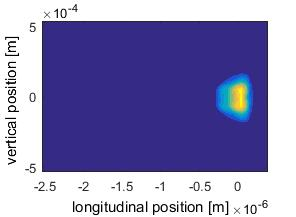 ×10⁻⁴
5
0
-5
vertical position [m]
-2.5 -2 -1.5 -1 -0.5 0
longitudinal position [m] ×10⁻⁶